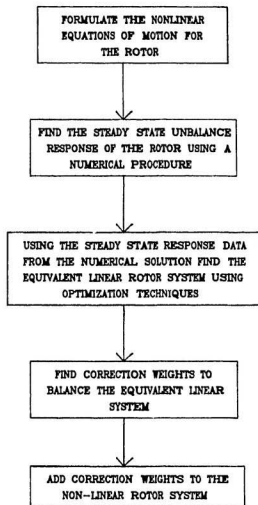 FORMULATE THE NONLINEAR
EQUATIONS OF MOTION FOR
THE ROTOR
FIND THE STEADY STATE UNBALANCE
RESPONSE OF THE ROTOR USING A
NUMERICAL PROCEDURE
USING THE STEADY STATE RESPONSE DATA
FROM THE NUMERICAL SOLUTION FIND THE
EQUIVALENT LINEAR ROTOR SYSTEM USING
OPTIMIZATION TECHNIQUES
FIND CORRECTION WEIGHTS TO
BALANCE THE EQUIVALENT LINEAR
SYSTEM
ADD CORRECTION WEIGHTS TO THE
NON-LINEAR ROTOR SYSTEM